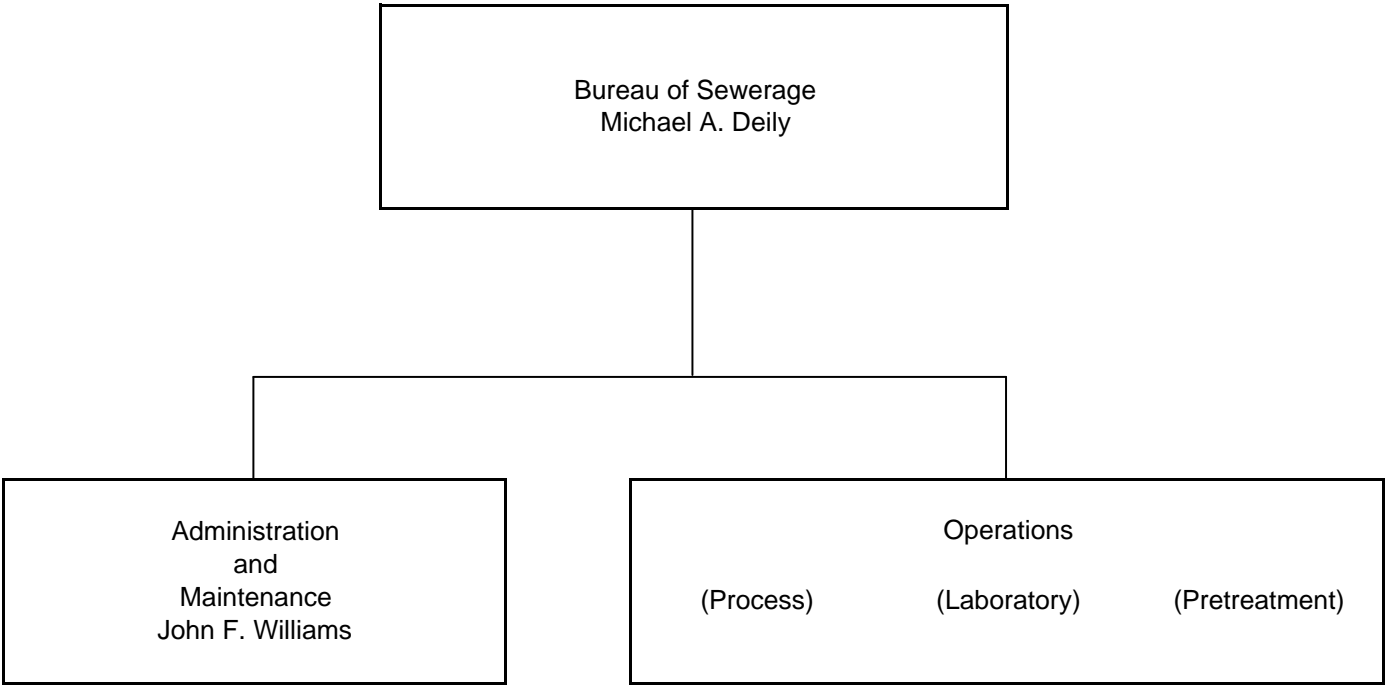 Bureau of Sewerage
Michael A. Deily
Administration
and
Maintenance
John F. Williams
Operations
(Process) (Laboratory) (Pretreatment)